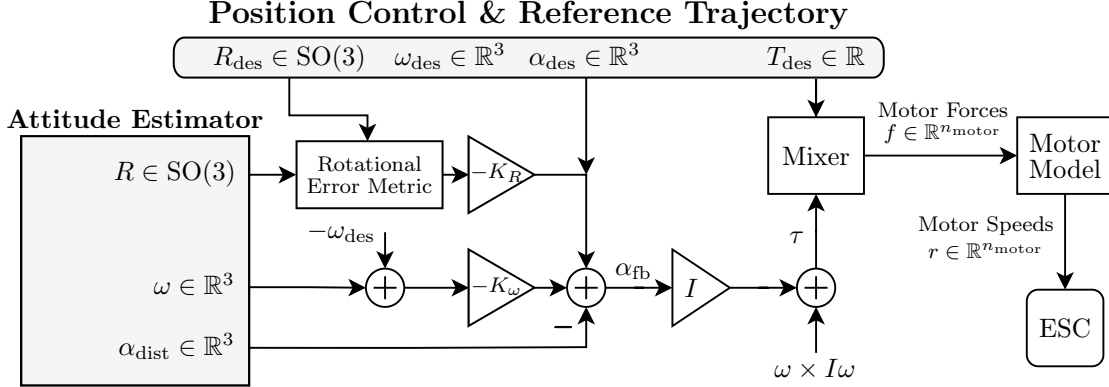 Position Control & Reference Trajectory
R_des ∈ SO(3) ω_des ∈ ℝ³ α_des ∈ ℝ³ T_des ∈ ℝ
Attitude Estimator
R ∈ SO(3)
Rotational
Error Metric
−K_R
Mixer
Motor Forces
f ∈ ℝ^{n_motor}
Motor
Model
−ω_des
τ
Motor Speeds
r ∈ ℝ^{n_motor}
ω ∈ ℝ³
+
−K_ω
+
α_fb
I
+
ESC
−
α_dist ∈ ℝ³
ω × Iω